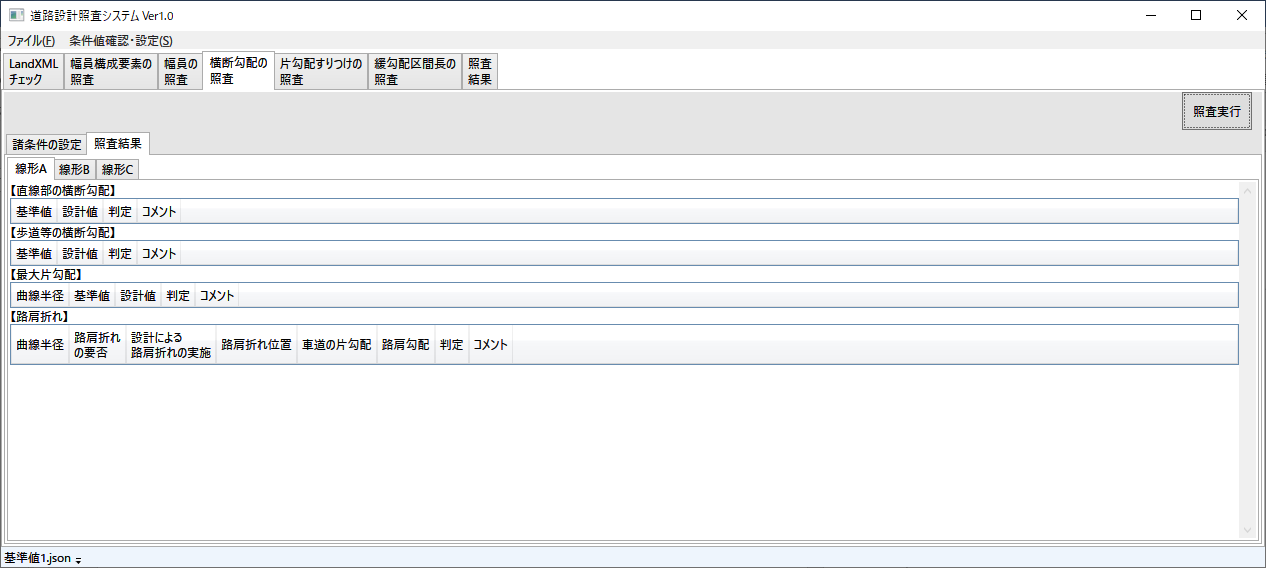 道路設計照査システム Ver1.0
ファイル(F) 条件値確認・設定(S)
LandXML 幅員構成要素の 幅員の 横断勾配の 片勾配すりつけの 緩勾配区間長の 照査
チェック 照査 照査 照査 照査 照査 結果
照査実行
諸条件の設定 照査結果
線形A 線形B 線形C
【直線部の横断勾配】
基準値 設計値 判定 コメント
【歩道等の横断勾配】
基準値 設計値 判定 コメント
【最大片勾配】
曲線半径 基準値 設計値 判定 コメント
【路肩折れ】
曲線半径 路肩折れ 設計による 路肩折れ位置 車道の片勾配 路肩勾配 判定 コメント
の要否 路肩折れの実施
基準値1.json